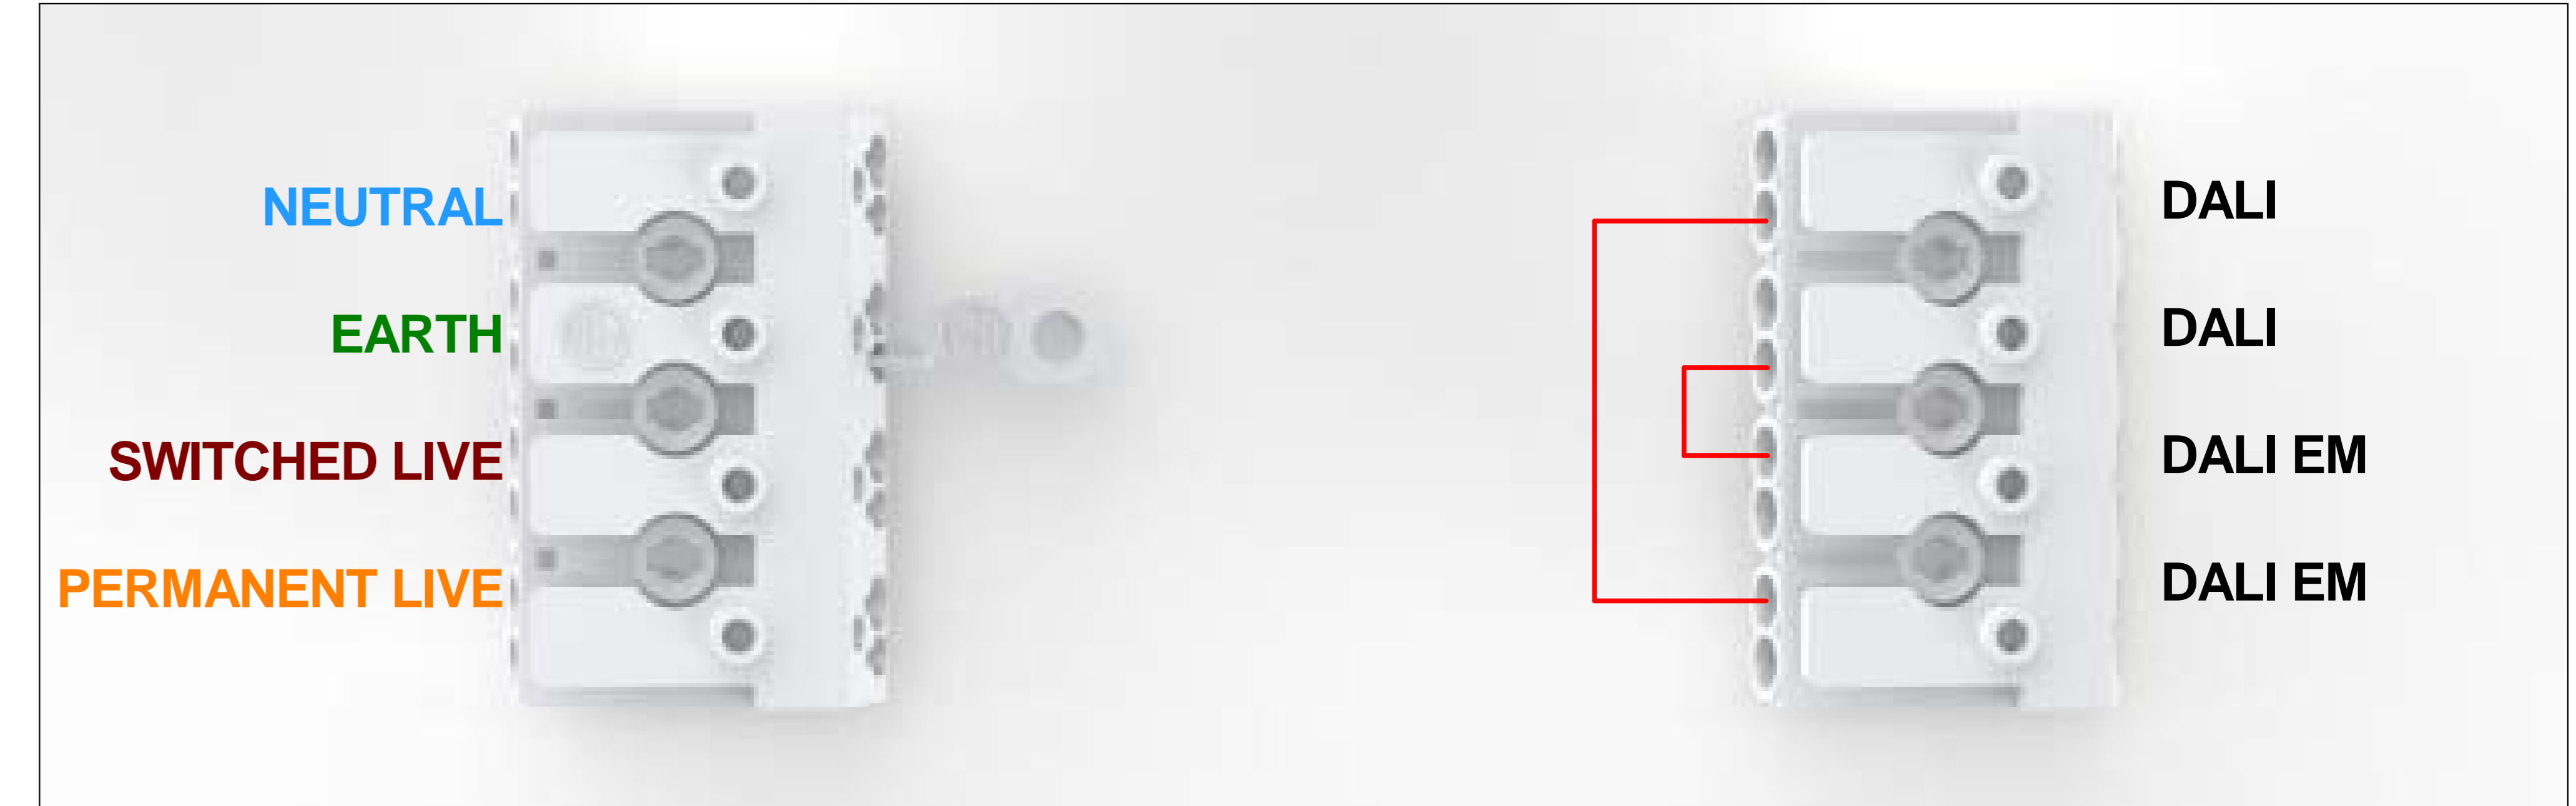 NEUTRAL
EARTH
SWITCHED LIVE
PERMANENT LIVE
DALI
DALI
DALI EM
DALI EM